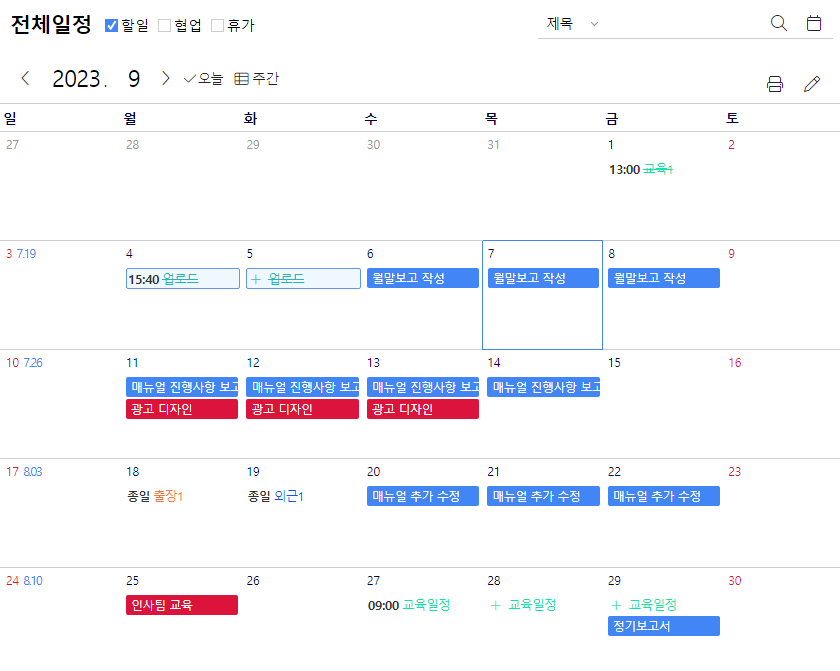 전체일정 할일 협업 휴가 제목
2023. 9 오늘 주간
일 월 화 수 목 금 토
27 28 29 30 31 1 2
13:00 교육1
3 7.19 4 5 6 7 8 9
15:40 업로드 + 업로드 월말보고 작성 월말보고 작성 월말보고 작성
10 7.26 11 12 13 14 15 16
매뉴얼 진행사항 보고 매뉴얼 진행사항 보고 매뉴얼 진행사항 보고 매뉴얼 진행사항 보고
광고 디자인 광고 디자인 광고 디자인
17 8.03 18 19 20 21 22 23
종일 출장1 종일 외근1 매뉴얼 추가 수정 매뉴얼 추가 수정 매뉴얼 추가 수정
24 8.10 25 26 27 28 29 30
인사팀 교육 09:00 교육일정 + 교육일정 + 교육일정
정기보고서